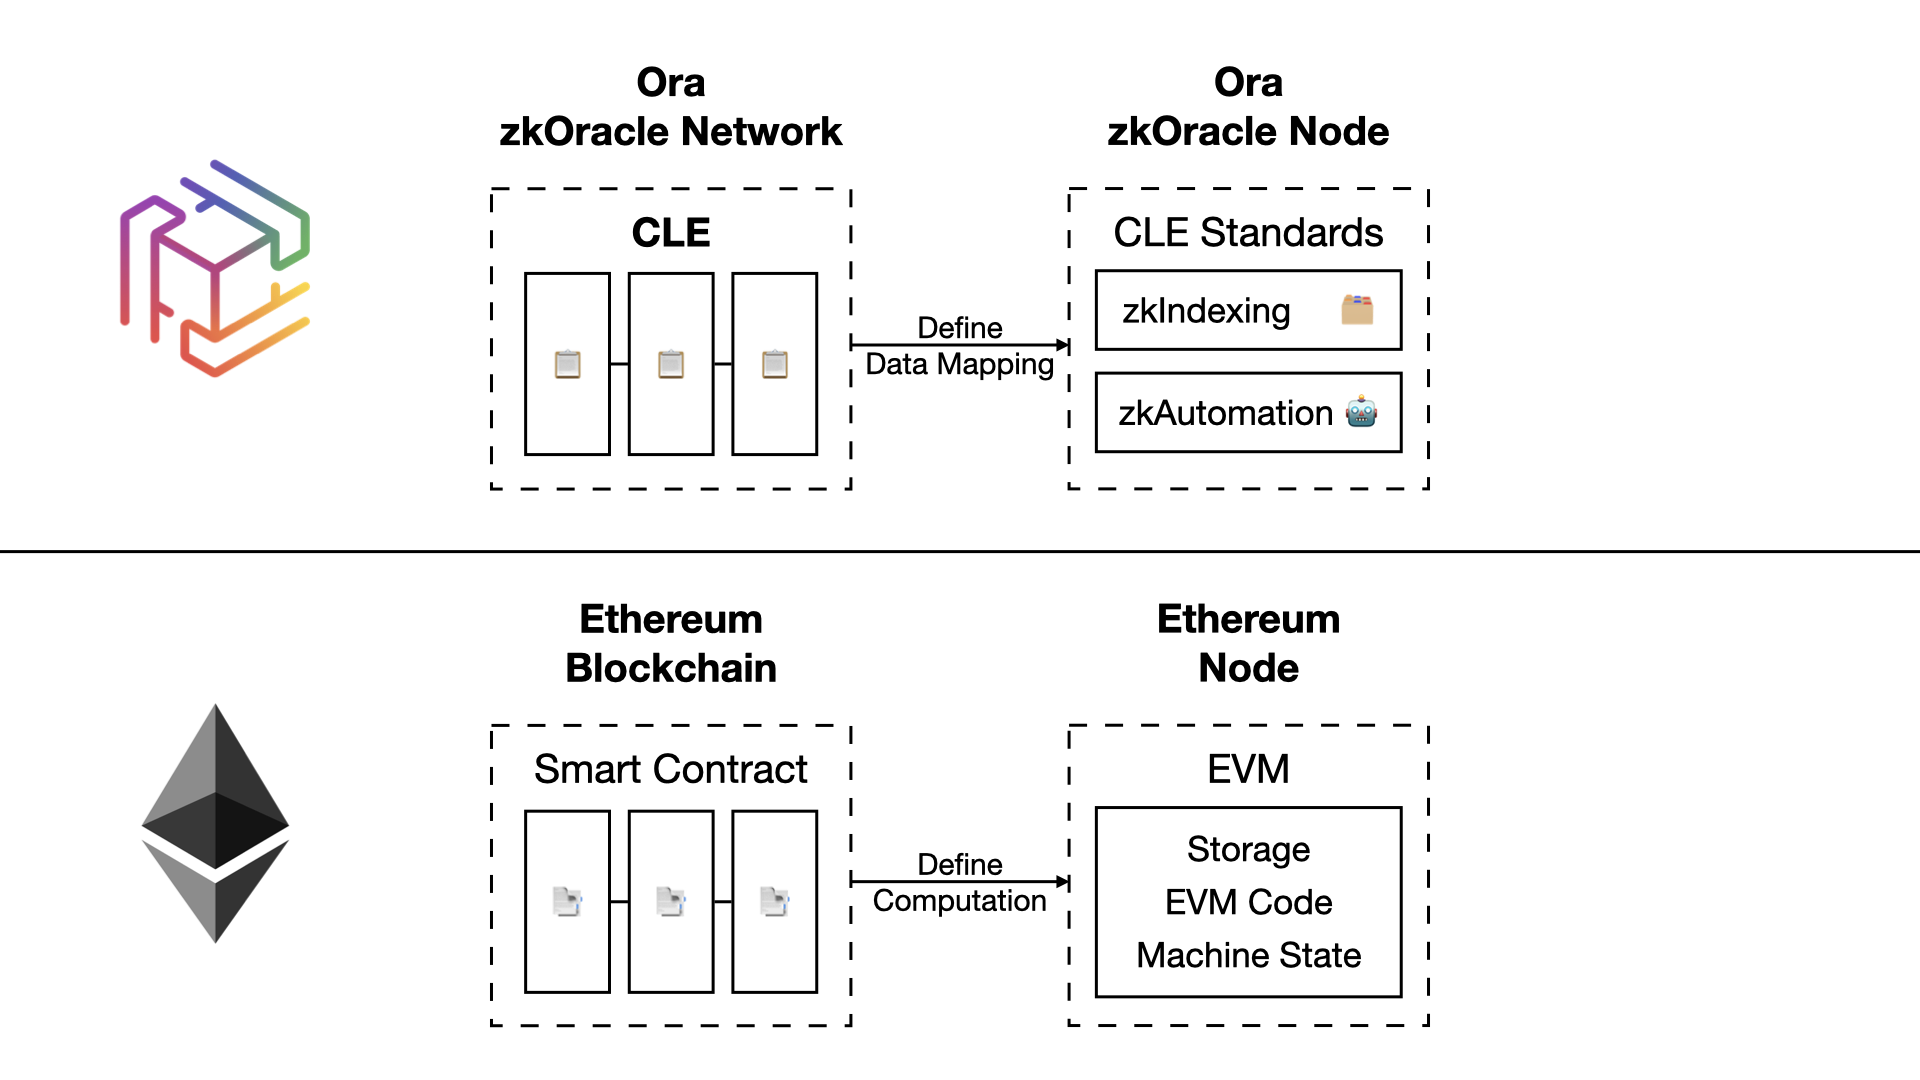 Ora
zkOracle Network
CLE
Define
Data Mapping
Ora
zkOracle Node
CLE Standards
zkIndexing
zkAutomation
Ethereum
Blockchain
Smart Contract
Define
Computation
Ethereum
Node
EVM
Storage
EVM Code
Machine State